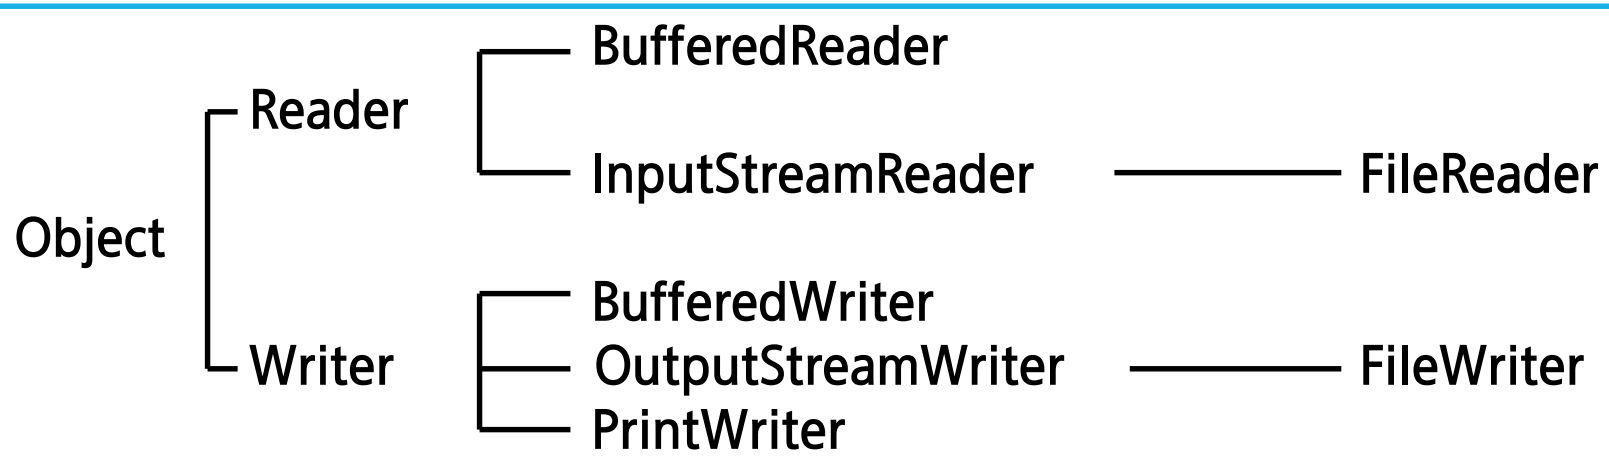 BufferedReader
Reader
InputStreamReader FileReader
Object
BufferedWriter
Writer OutputStreamWriter FileWriter
PrintWriter